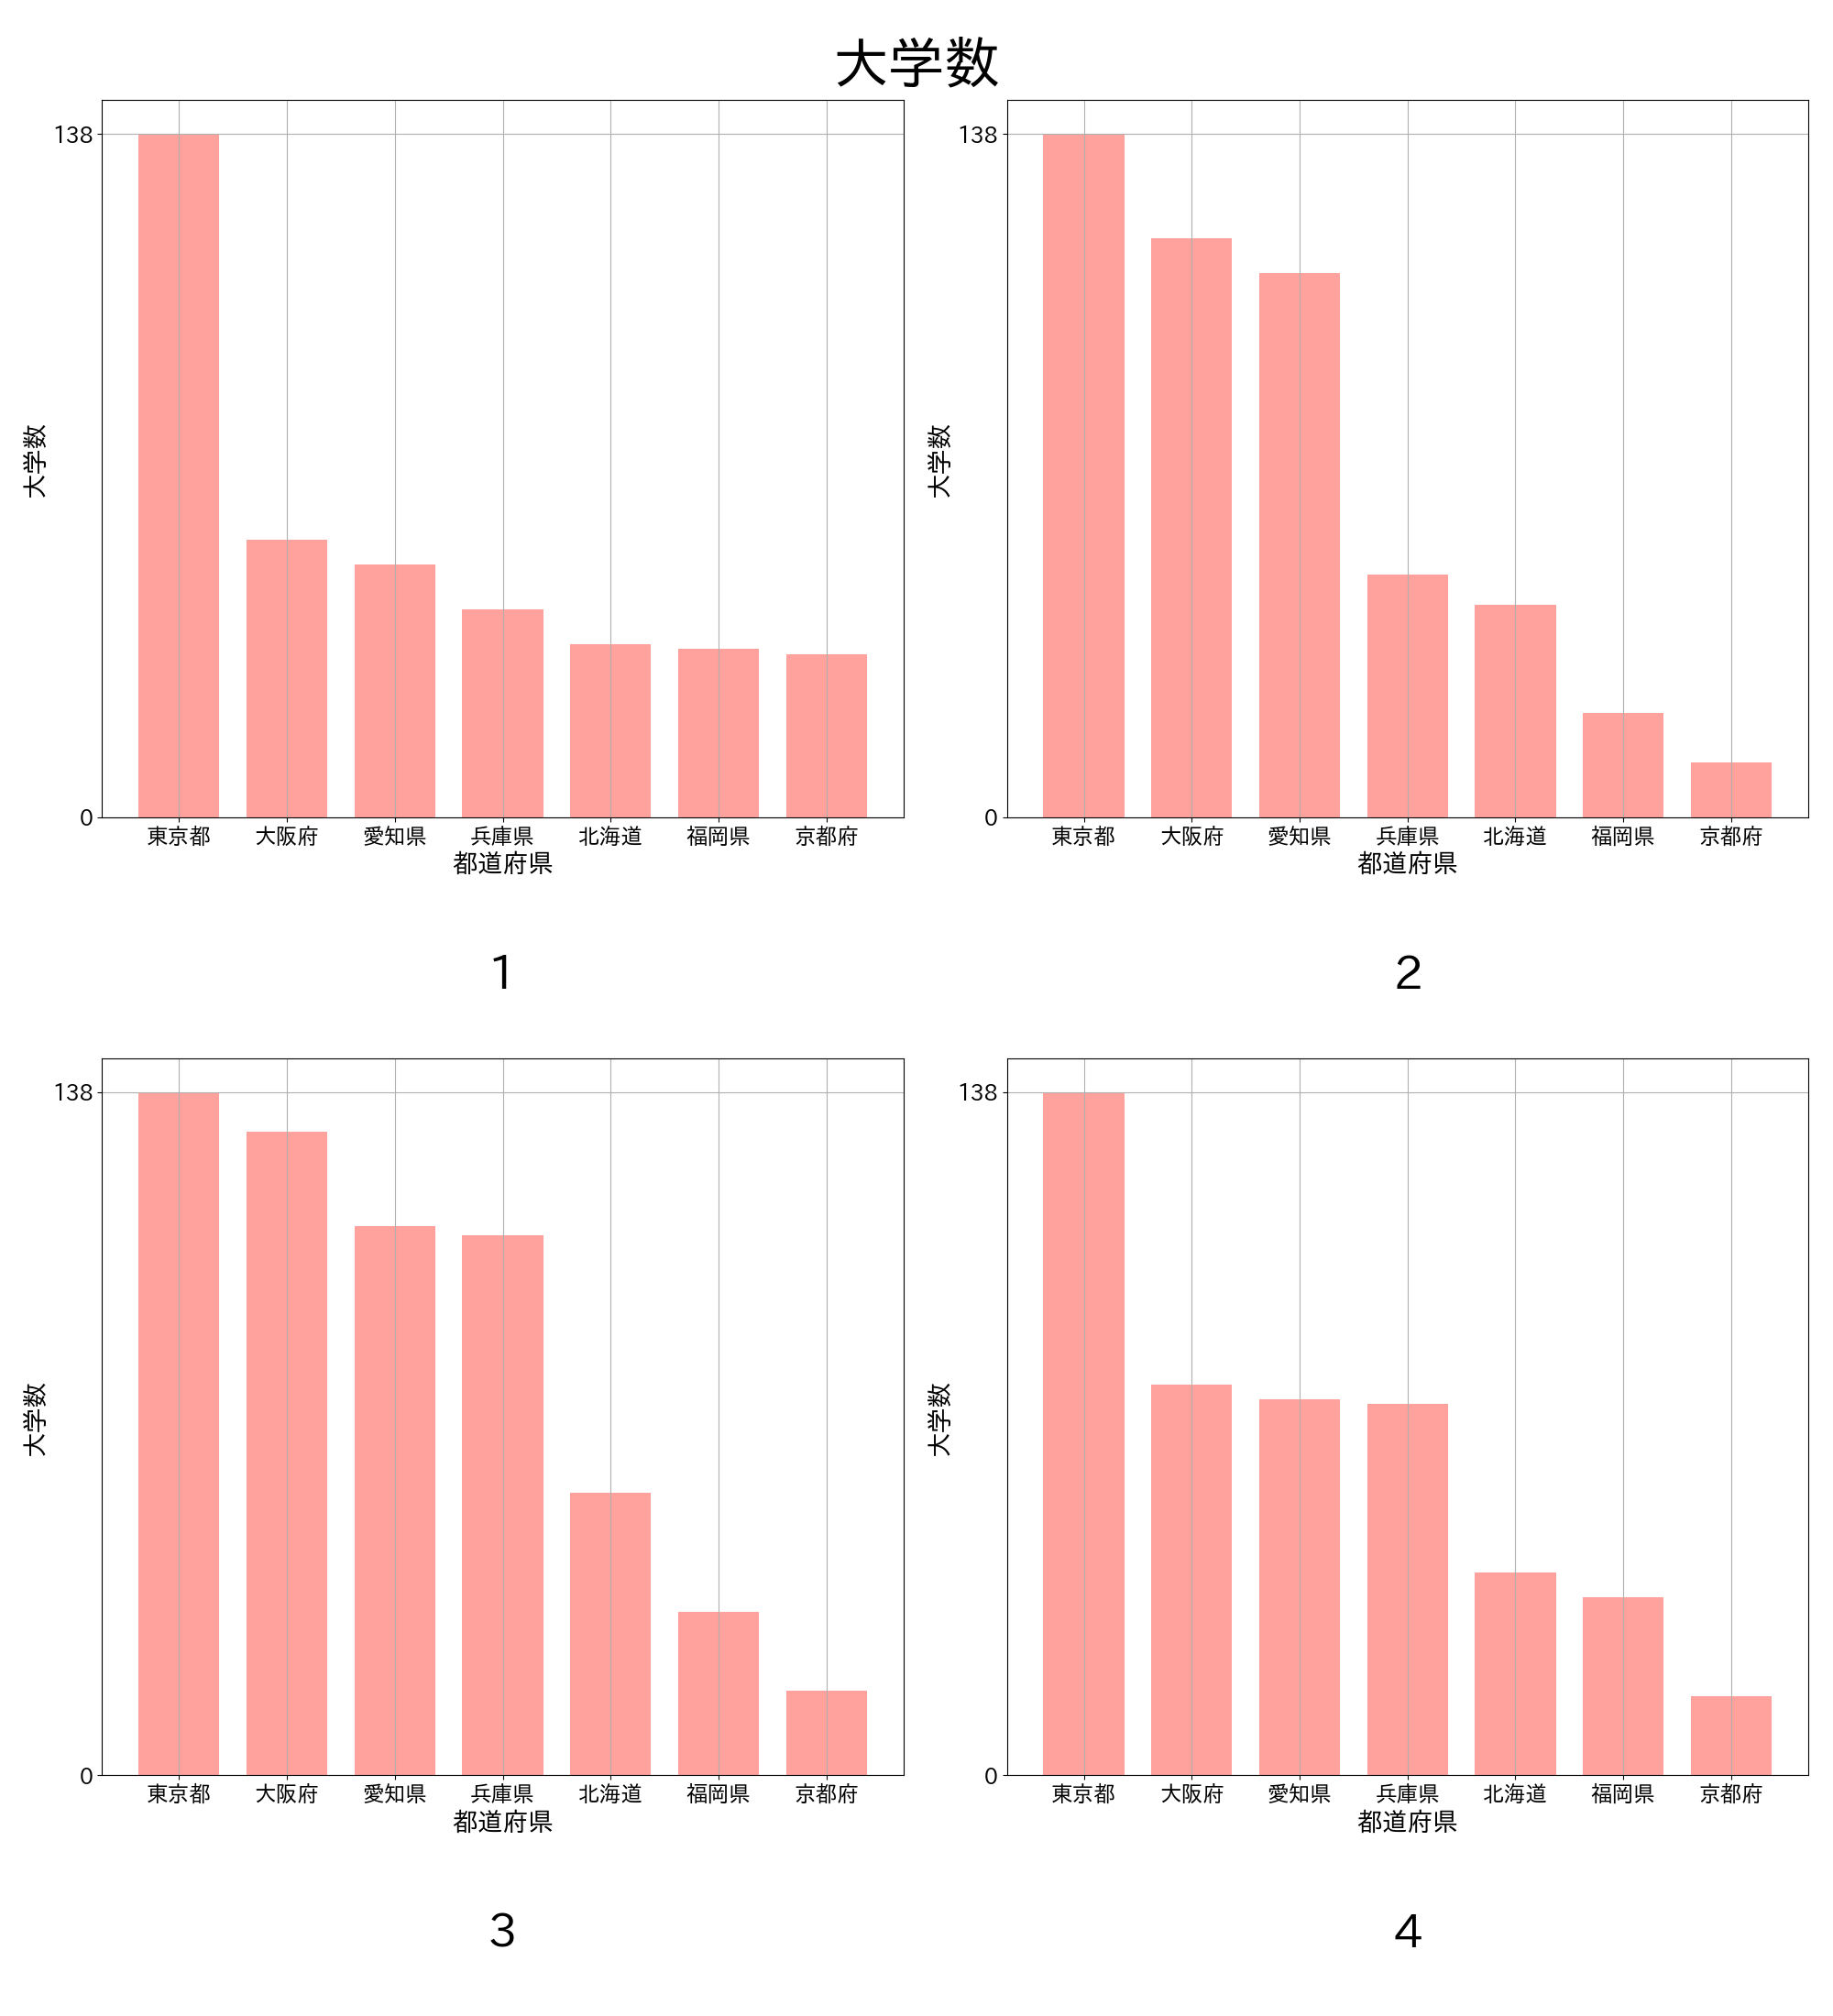 大学数
138
大学数
0
東京都 大阪府 愛知県 兵庫県 北海道 福岡県 京都府
都道府県
1
138
大学数
0
東京都 大阪府 愛知県 兵庫県 北海道 福岡県 京都府
都道府県
2
138
大学数
0
東京都 大阪府 愛知県 兵庫県 北海道 福岡県 京都府
都道府県
3
138
大学数
0
東京都 大阪府 愛知県 兵庫県 北海道 福岡県 京都府
都道府県
4